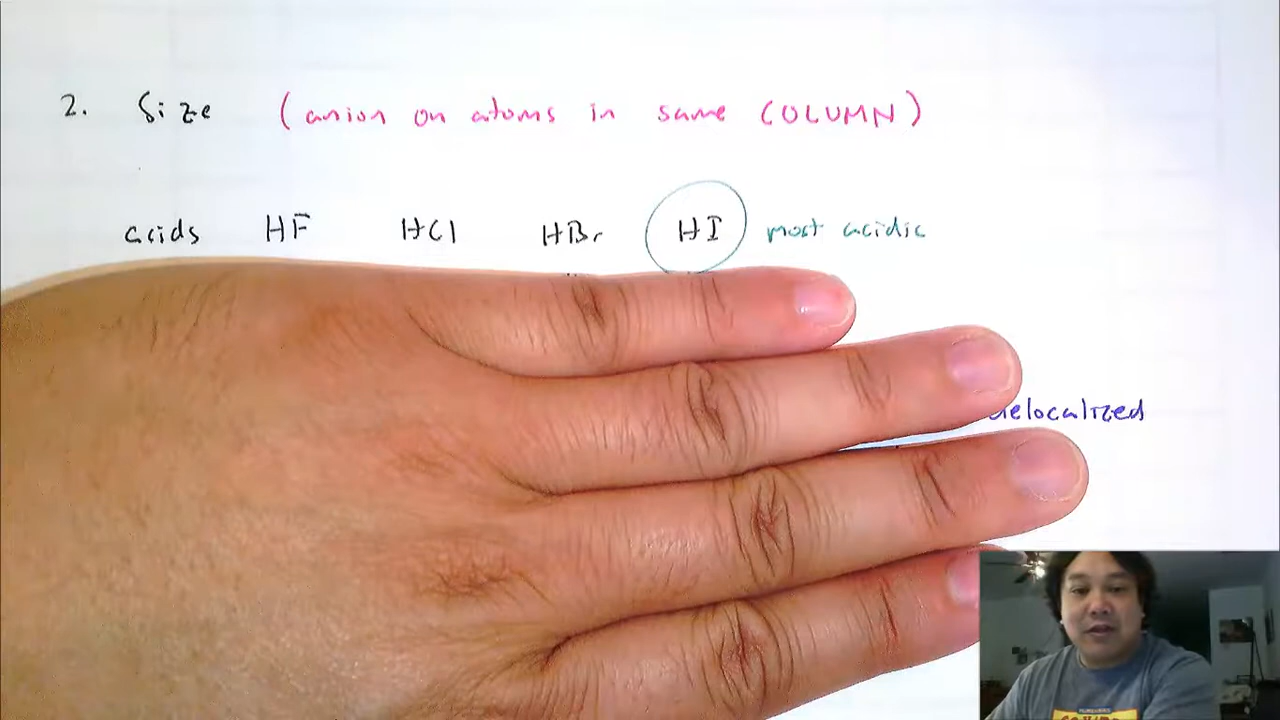 2. Size (anion on atoms in same COLUMN)
acids HF HCl HBr HI most acidic
delocalized